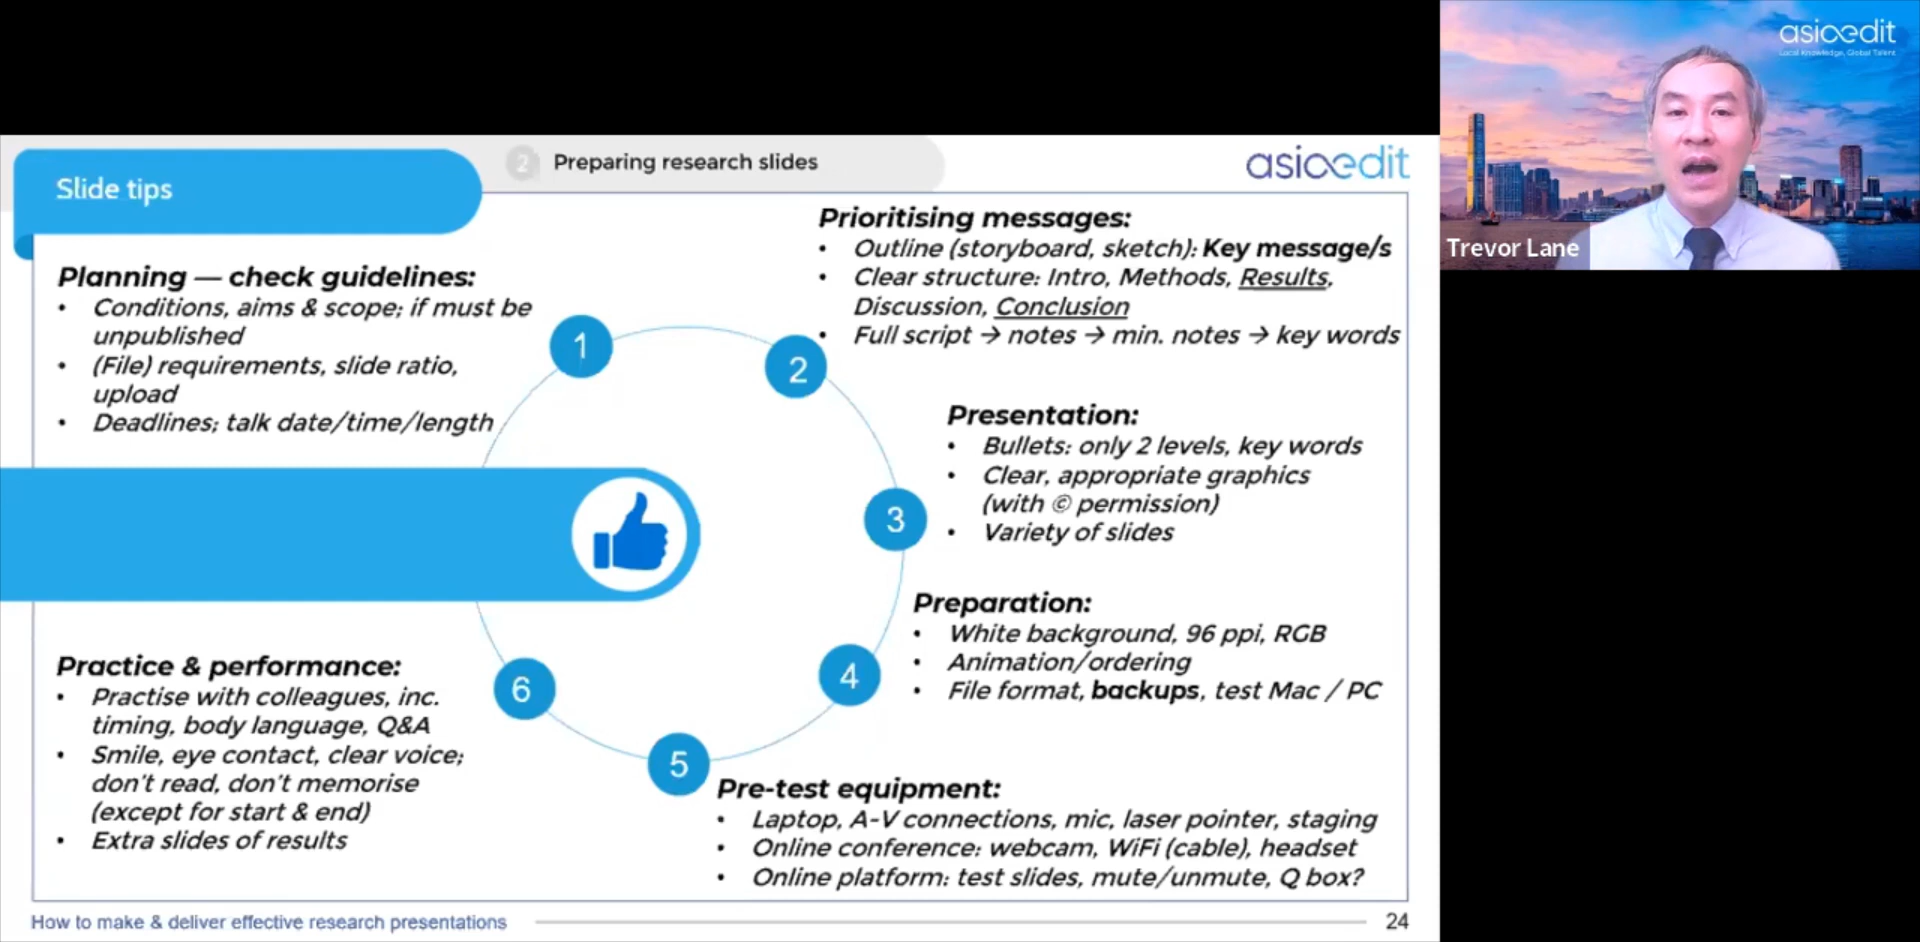 Slide tips
2 Preparing research slides
asiaedit
Planning — check guidelines:
• Conditions, aims & scope; if must be
unpublished
• (File) requirements, slide ratio,
upload
• Deadlines; talk date/time/length
1
Prioritising messages:
• Outline (storyboard, sketch): Key message/s
• Clear structure: Intro, Methods, Results,
Discussion, Conclusion
• Full script → notes → min. notes → key words
2
Presentation:
• Bullets: only 2 levels, key words
• Clear, appropriate graphics
(with © permission)
• Variety of slides
3
Preparation:
• White background, 96 ppi, RGB
• Animation/ordering
• File format, backups, test Mac / PC
4
Pre-test equipment:
• Laptop, A-V connections, mic, laser pointer, staging
• Online conference: webcam, WiFi (cable), headset
• Online platform: test slides, mute/unmute, Q box?
5
Practice & performance:
• Practise with colleagues, inc.
timing, body language, Q&A
• Smile, eye contact, clear voice;
don't read, don't memorise
(except for start & end)
• Extra slides of results
6
How to make & deliver effective research presentations
24
asiaedit
Local Knowledge, Global Talent
Trevor Lane